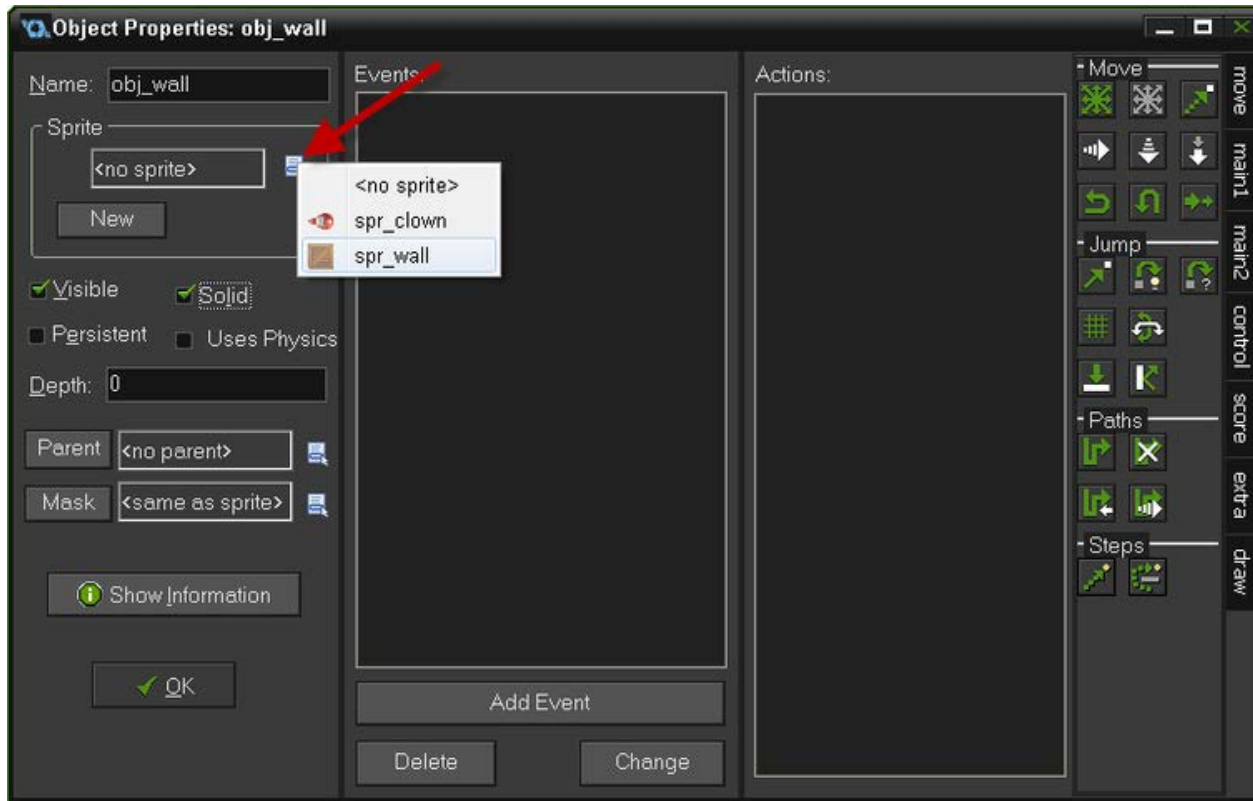 Object Properties: obj_wall
Name: obj_wall
Sprite
<no sprite>
New
<no sprite>
spr_clown
spr_wall
Visible
Solid
Persistent
Uses Physics
Depth: 0
Parent <no parent>
Mask <same as sprite>
Show Information
OK
Events:
Add Event
Delete
Change
Actions:
Move
Jump
Paths
Steps
move
main1
main2
control
score
extra
draw